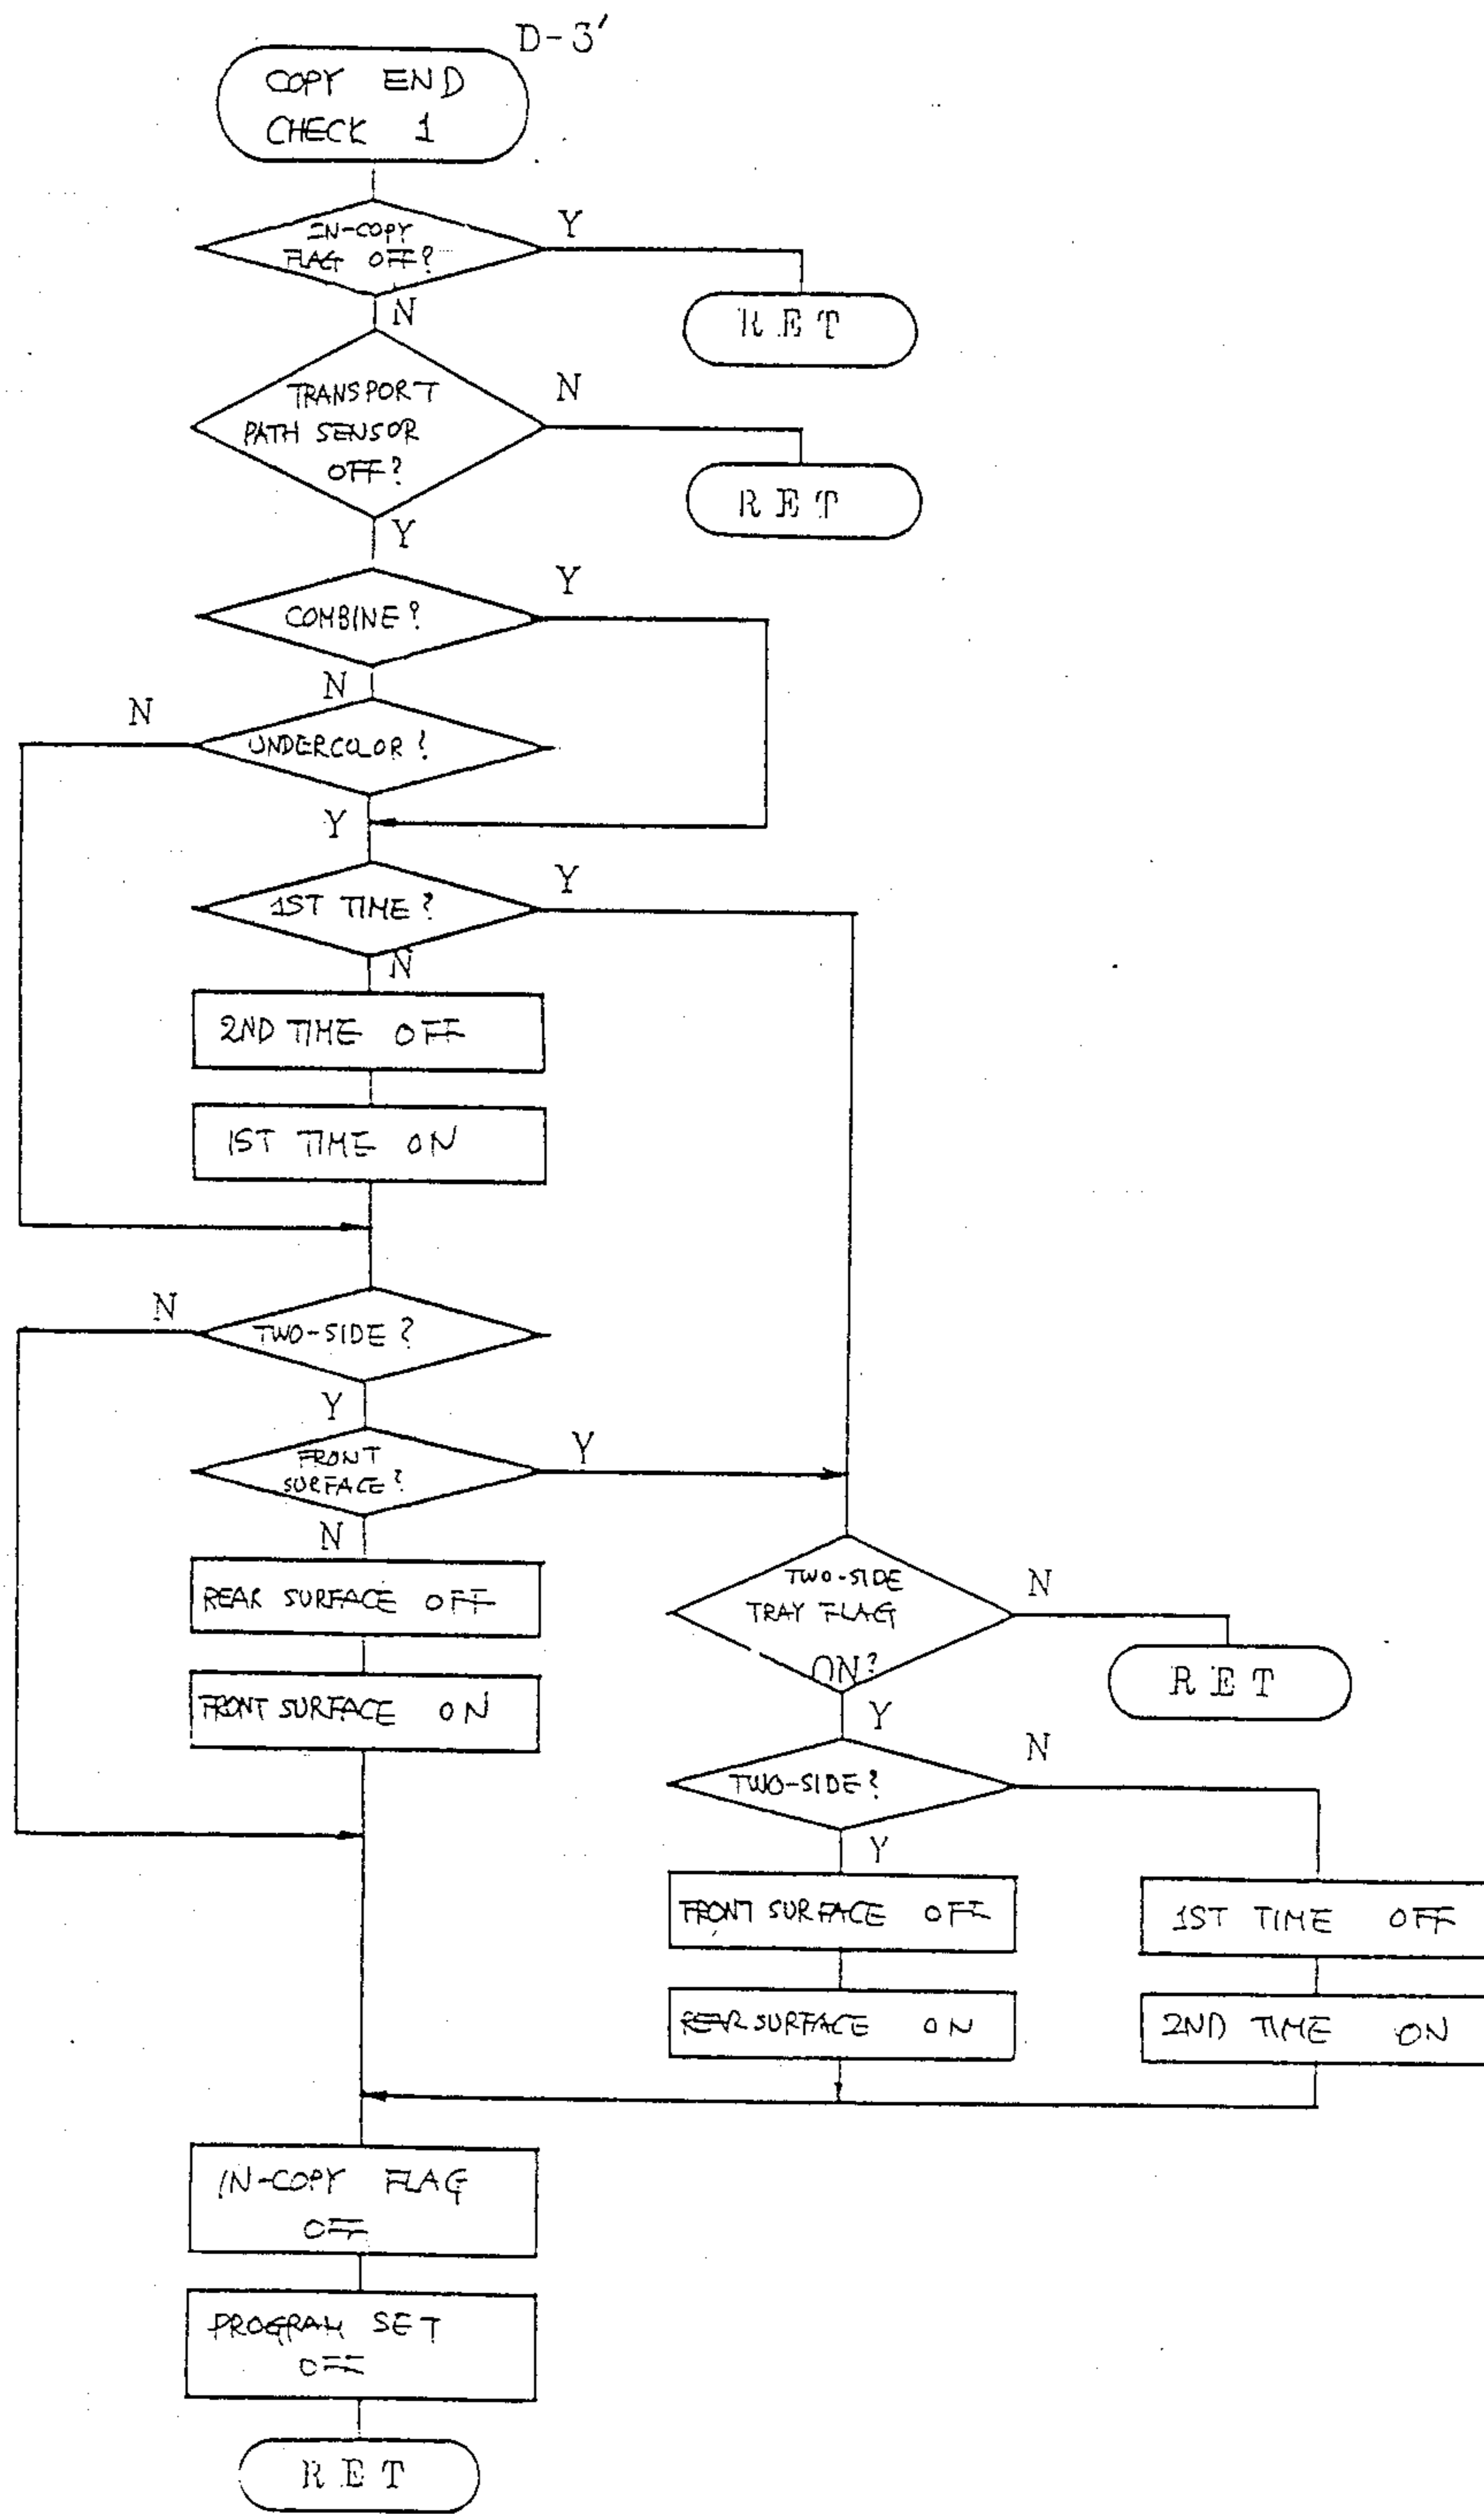 D-3'
COPY END
CHECK 1
IN-COPY
FLAG OFF?
Y
N
RET
TRANSPORT
PATH SENSOR
OFF?
N
Y
RET
COMBINE?
Y
N
UNDERCOLOR?
N
Y
1ST TIME?
Y
N
2ND TIME OFF
1ST TIME ON
TWO-SIDE?
N
Y
FRONT
SURFACE?
Y
N
REAR SURFACE OFF
FRONT SURFACE ON
TWO-SIDE
TRAY FLAG
ON?
N
Y
RET
TWO-SIDE?
N
Y
FRONT SURFACE OFF
REAR SURFACE ON
1ST TIME OFF
2ND TIME ON
IN-COPY FLAG
OFF
PROGRAM SET
OFF
RET